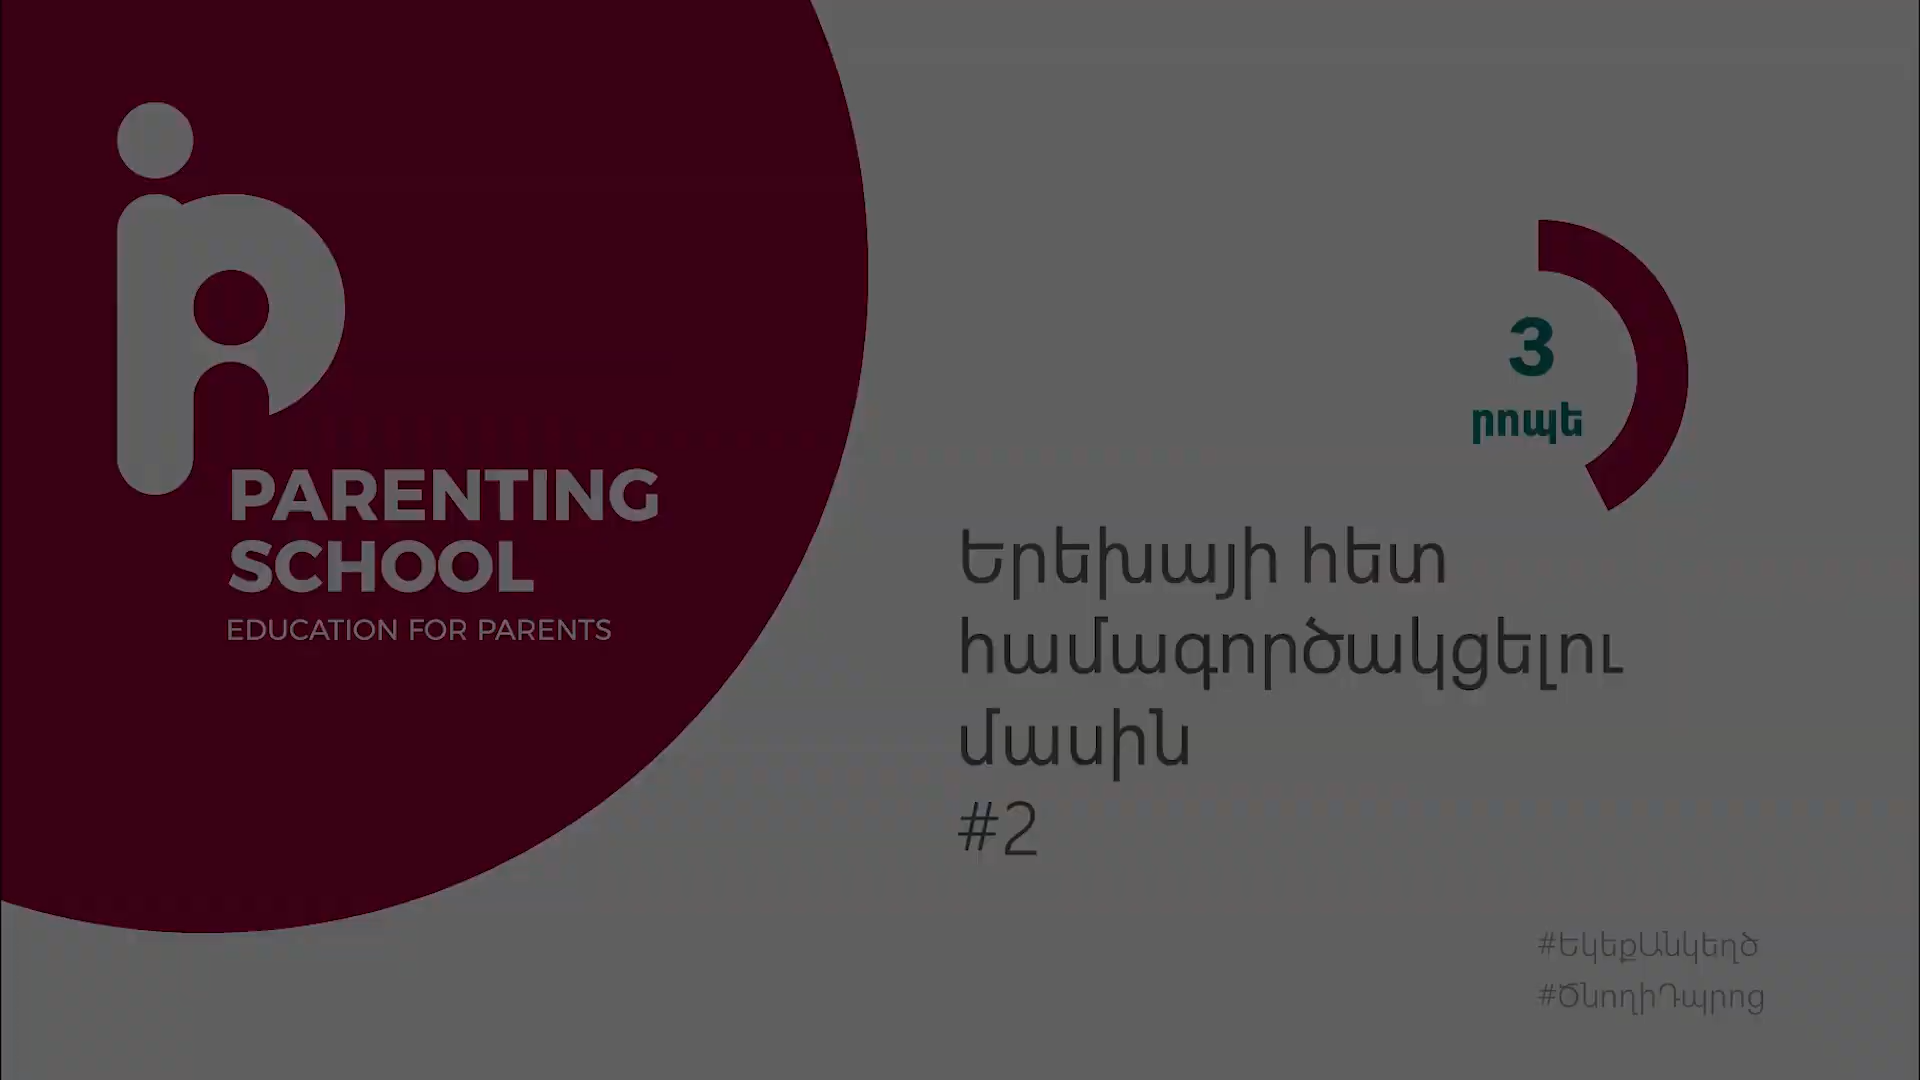 PARENTING
SCHOOL
EDUCATION FOR PARENTS
3
րոպե
Երեխայի հետ
համագործակցելու
մասին
#2
#ԵկեքԱնկեղծ
#ԾնողիԴպրոց